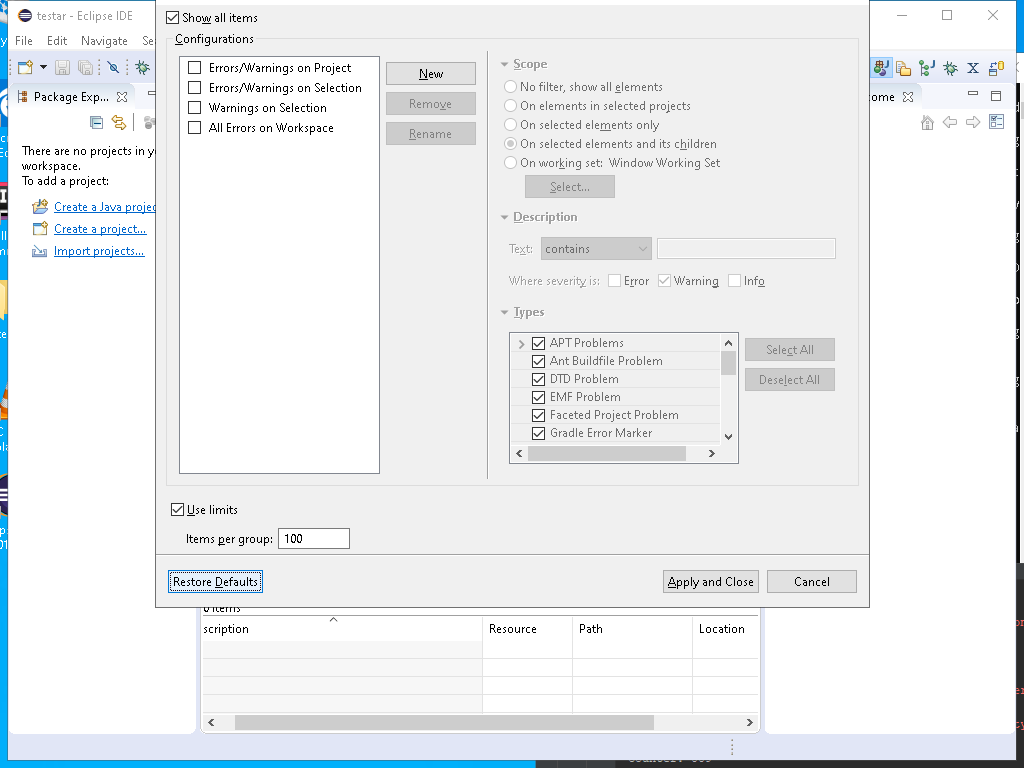 testar - Eclipse IDE
File Edit Navigate Se
Package Exp...
There are no projects in y
workspace.
To add a project:
Create a Java projec
Create a project...
Import projects...
Show all items
Configurations
Errors/Warnings on Project
Errors/Warnings on Selection
Warnings on Selection
All Errors on Workspace
New
Remove
Rename
Scope
No filter, show all elements
On elements in selected projects
On selected elements only
On selected elements and its children
On working set: Window Working Set
Select...
Description
Text: contains
Where severity is: Error Warning Info
Types
APT Problems
Ant Buildfile Problem
DTD Problem
EMF Problem
Faceted Project Problem
Gradle Error Marker
Select All
Deselect All
Use limits
Items per group: 100
Restore Defaults
Apply and Close
Cancel
ome
0 items
scription Resource Path Location